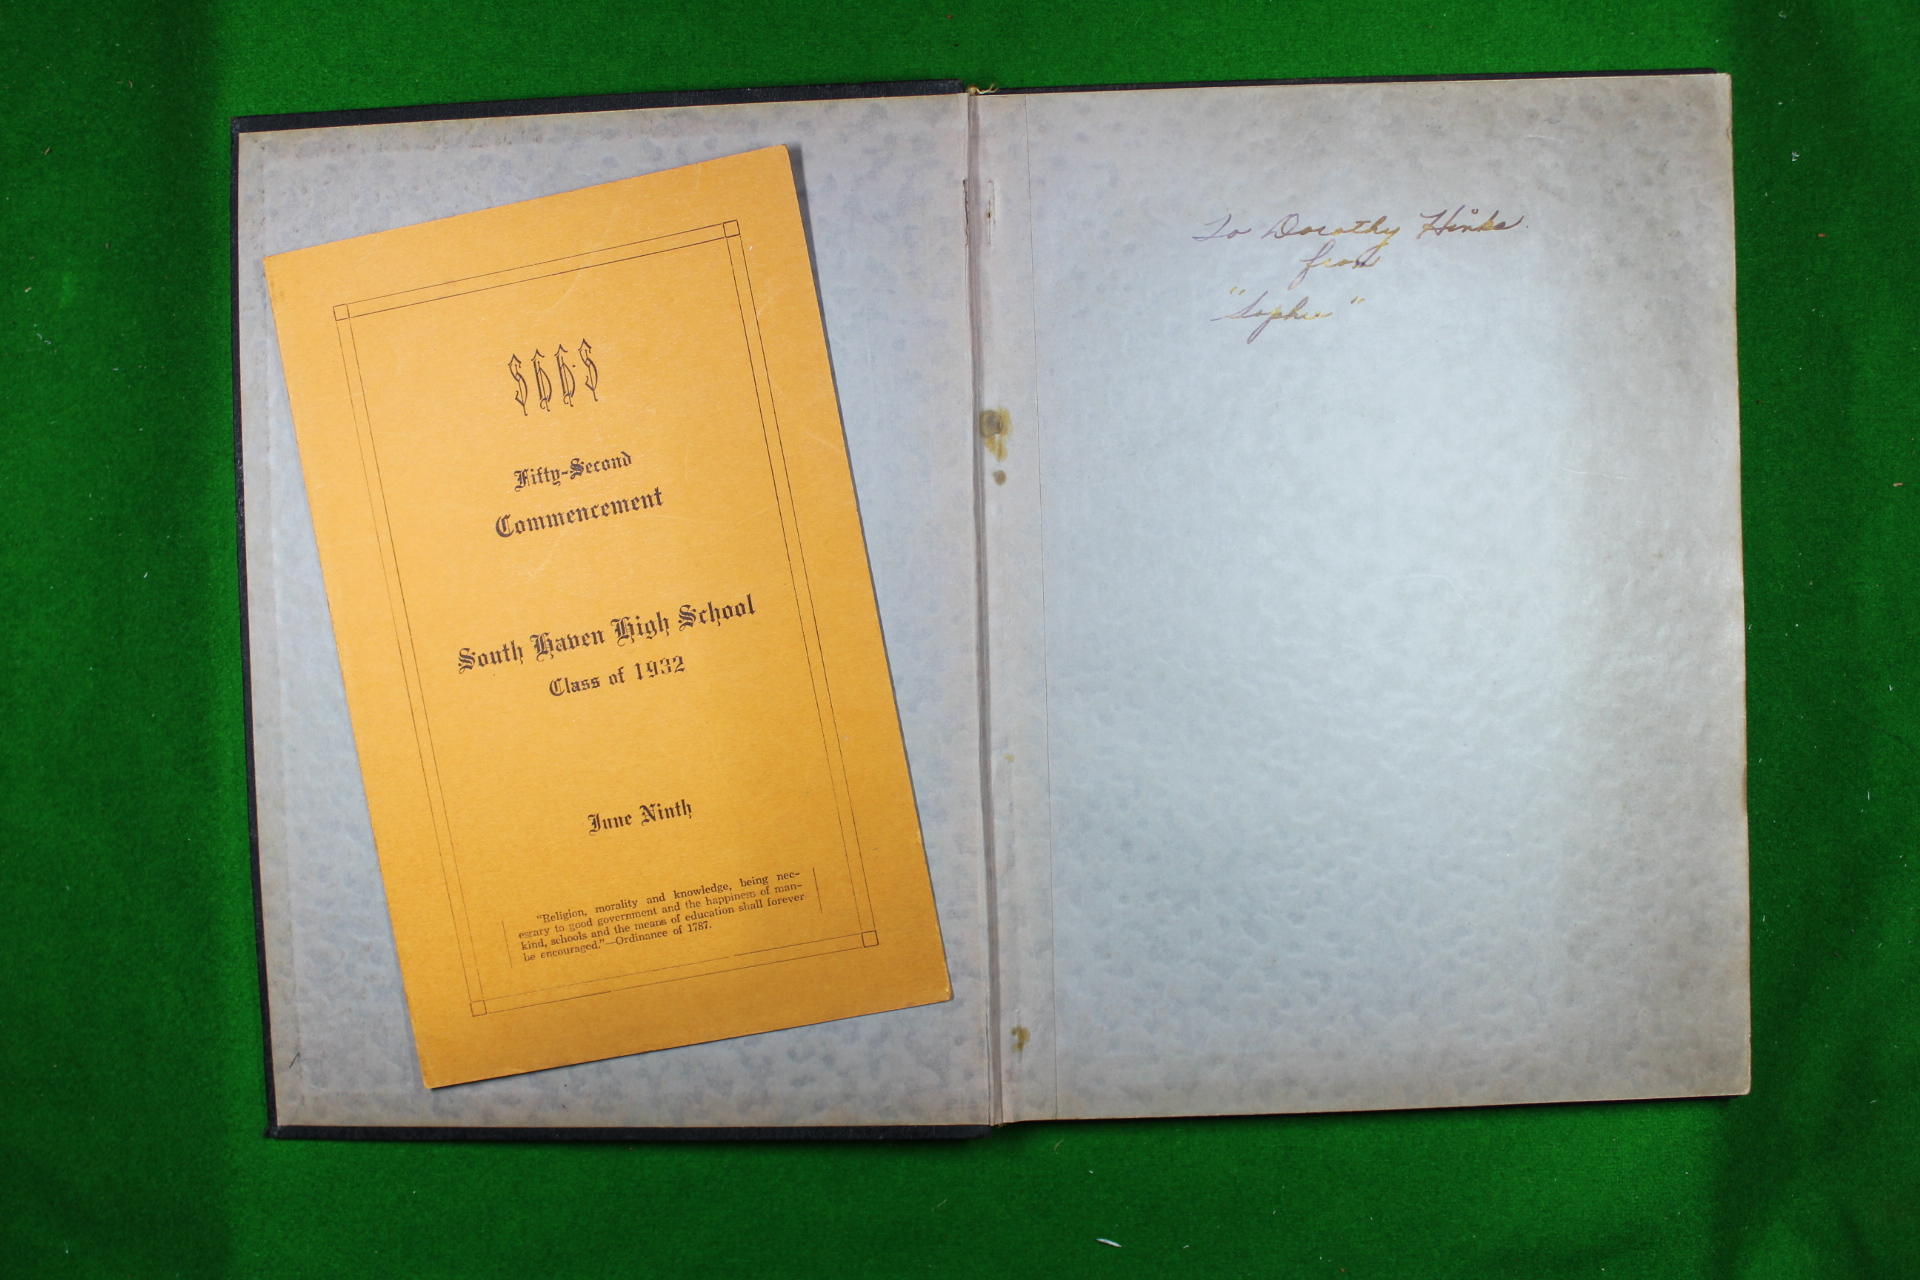 SHHS
Fifty-Second
Commencement
South Haven High School
Class of 1932
June Ninth
"Religion, morality and knowledge, being nec-
esrary to good government and the happiness of man-
kind, schools and the means of education shall forever
be encouraged."—Ordinance of 1787.
To Dorothy Hinks
from
"Sophie"